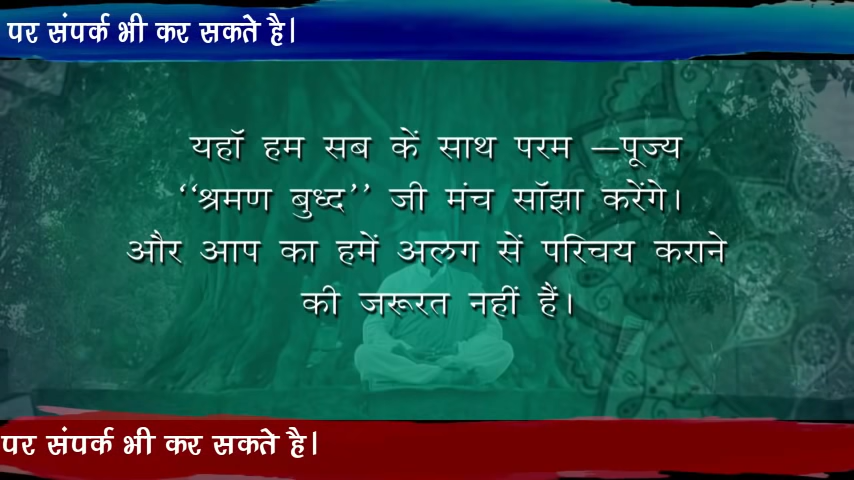 पर संपर्क भी कर सकते है।
यहॉ हम सब कें साथ परम –पूज्य
‘‘श्रमण बुध्द’’ जी मंच सॉझा करेंगे।
और आप का हमें अलग सें परिचय कराने
की जरूरत नहीं हैं।
पर संपर्क भी कर सकते है।